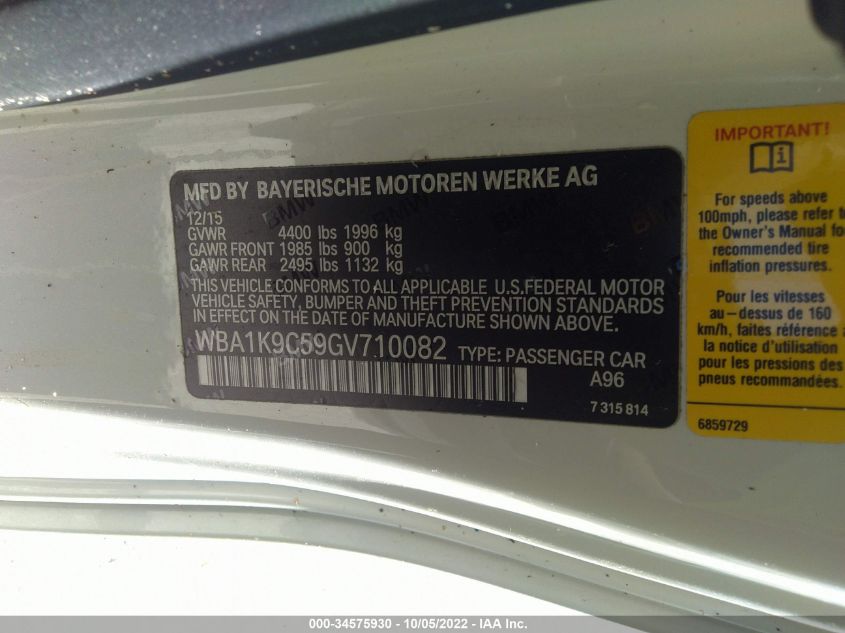 MFD BY BAYERISCHE MOTOREN WERKE AG
12/15
GVWR 4400 lbs 1996 kg
GAWR FRONT 1985 lbs 900 kg
GAWR REAR 2495 lbs 1132 kg
THIS VEHICLE CONFORMS TO ALL APPLICABLE U.S.FEDERAL MOTOR
VEHICLE SAFETY, BUMPER AND THEFT PREVENTION STANDARDS
IN EFFECT ON THE DATE OF MANUFACTURE SHOWN ABOVE.
WBA1K9C59GV710082 TYPE: PASSENGER CAR
A96
7 315 814
IMPORTANT!
For speeds above
100mph, please refer
the Owner's Manual
recommended tire
inflation pressures.
Pour les vitesses
au-dessus de 160
km/h, faites référence à
la notice d'utilisation
pour les pressions des
pneus recommandées.
6859729
000-34575930 - 10/05/2022 - IAA Inc.